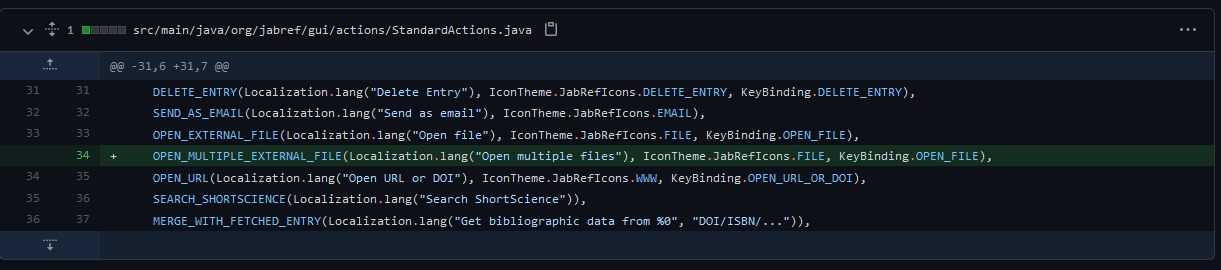 1 src/main/java/org/jabref/gui/actions/StandardActions.java
@@ -31,6 +31,7 @@
31 31 DELETE_ENTRY(Localization.lang("Delete Entry"), IconTheme.JabRefIcons.DELETE_ENTRY, KeyBinding.DELETE_ENTRY),
32 32 SEND_AS_EMAIL(Localization.lang("Send as email"), IconTheme.JabRefIcons.EMAIL),
33 33 OPEN_EXTERNAL_FILE(Localization.lang("Open file"), IconTheme.JabRefIcons.FILE, KeyBinding.OPEN_FILE),
34 + OPEN_MULTIPLE_EXTERNAL_FILE(Localization.lang("Open multiple files"), IconTheme.JabRefIcons.FILE, KeyBinding.OPEN_FILE),
34 35 OPEN_URL(Localization.lang("Open URL or DOI"), IconTheme.JabRefIcons.WWW, KeyBinding.OPEN_URL_OR_DOI),
35 36 SEARCH_SHORTSCIENCE(Localization.lang("Search ShortScience")),
36 37 MERGE_WITH_FETCHED_ENTRY(Localization.lang("Get bibliographic data from %0", "DOI/ISBN/...")),